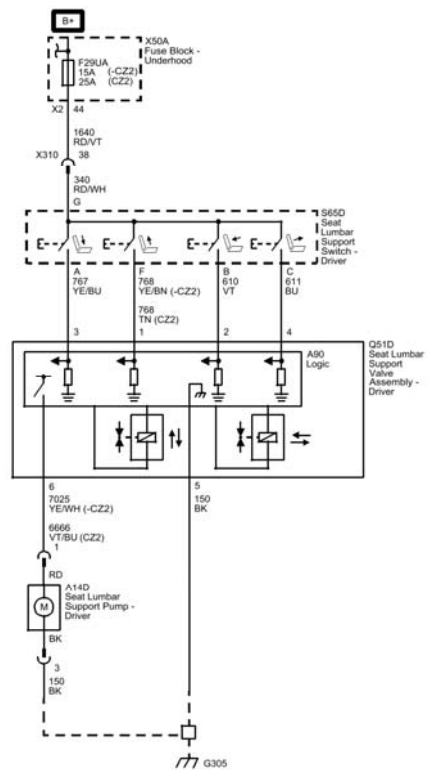 B+
X50A
Fuse Block -
Underhood
F29UA
15A (-CZ2)
25A (CZ2)
X2 44
1640
RD/VT
X310 38
340
RD/WH
G
S65D
Seat
Lumbar
Support
Switch -
Driver
A F B C
767 768 610 611
YE/BU YE/BN (-CZ2) VT BU
768
TN (CZ2)
3 1 2 4
Q51D
Seat Lumbar
Support
Valve
Assembly -
Driver
A90
Logic
6 5
7025 150
YE/WH (-CZ2) BK
6666
VT/BU (CZ2)
1
RD
A14D
Seat Lumbar
Support Pump -
Driver
M
BK
3
150
BK
G305